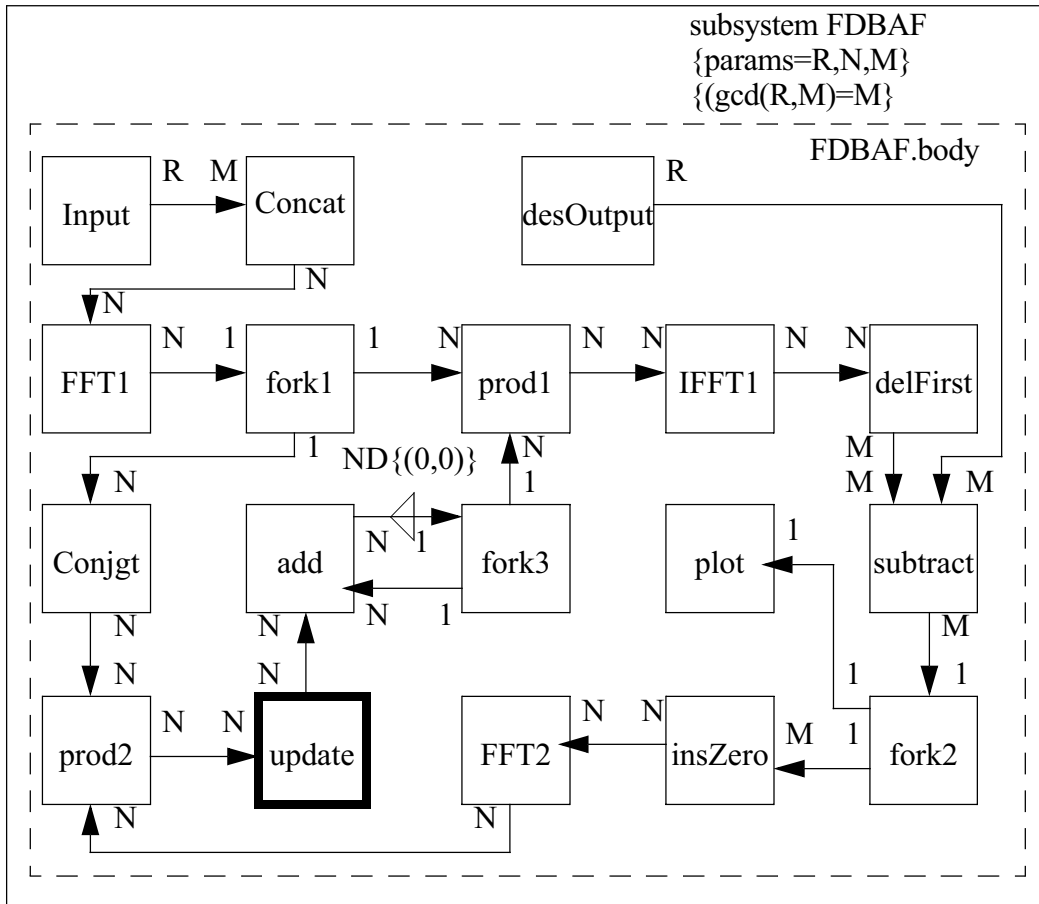 subsystem FDBAF
{params=R,N,M}
{(gcd(R,M)=M}
FDBAF.body
Input
R M
Concat
desOutput
R
N
N
FFT1
N 1
fork1
1 N
prod1
N N
IFFT1
N N
delFirst
1
N
ND{(0,0)}
N
1
M
M M
Conjgt
add
N 1
fork3
plot
1
subtract
N 1
N
N
N
N
M
1 1
prod2
N N
update
FFT2
N N
insZero
M 1
fork2
N
N